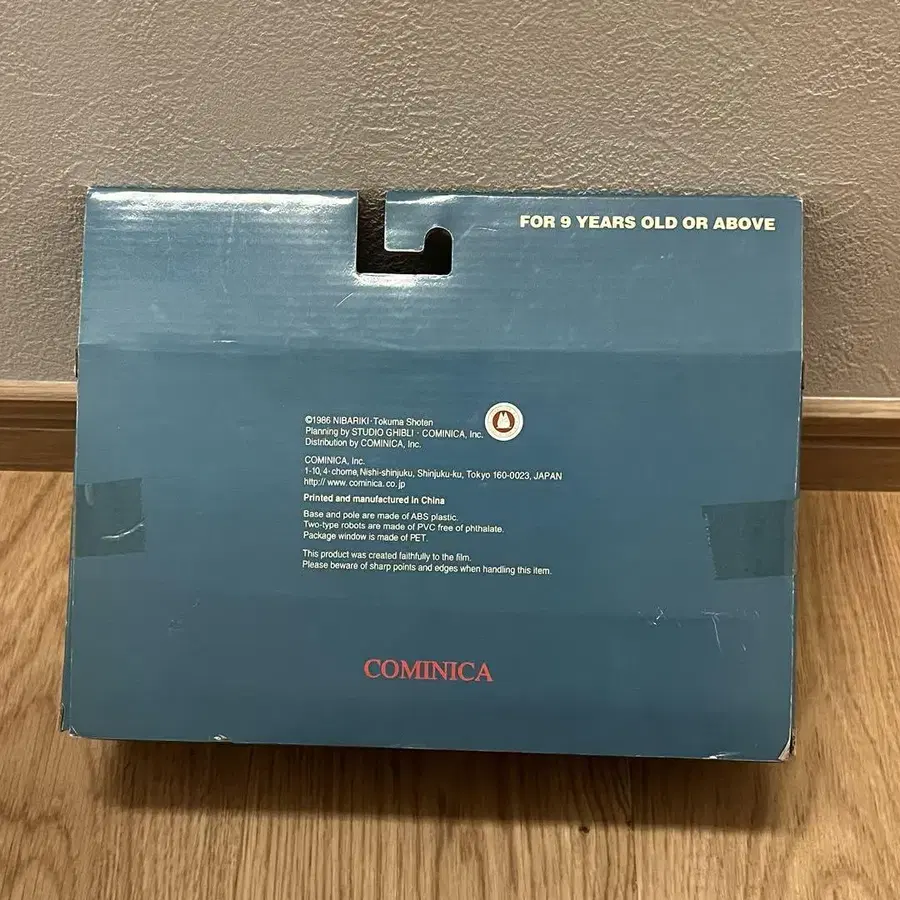 FOR 9 YEARS OLD OR ABOVE
©1986 NIBARIKI·Tokuma Shoten
Planning by STUDIO GHIBLI · COMINICA, Inc.
Distribution by COMINICA, Inc.
COMINICA, Inc.
1-10, 4-chome, Nishi-shinjuku, Shinjuku-ku, Tokyo 160-0023, JAPAN
http:// www. cominica. co. jp
Printed and manufactured in China
Base and pole are made of ABS plastic.
Two-type robots are made of PVC free of phthalate.
Package window is made of PET.
This product was created faithfully to the film.
Please beware of sharp points and edges when handling this item.
COMINICA